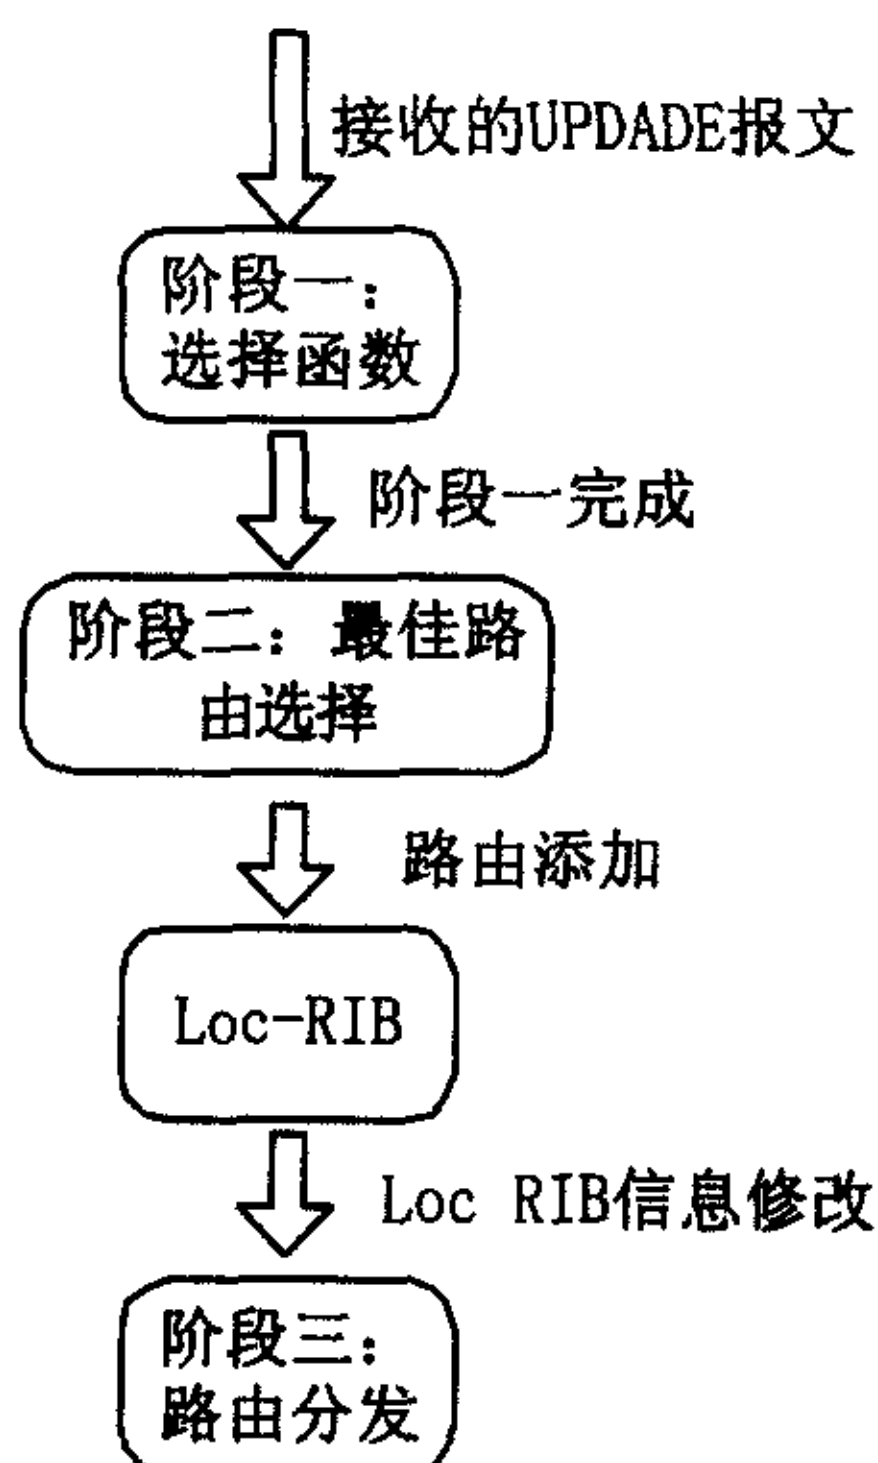 接收的UPDADE报文
阶段一：
选择函数
阶段一完成
阶段二：最佳路
由选择
路由添加
Loc-RIB
Loc RIB信息修改
阶段三：
路由分发